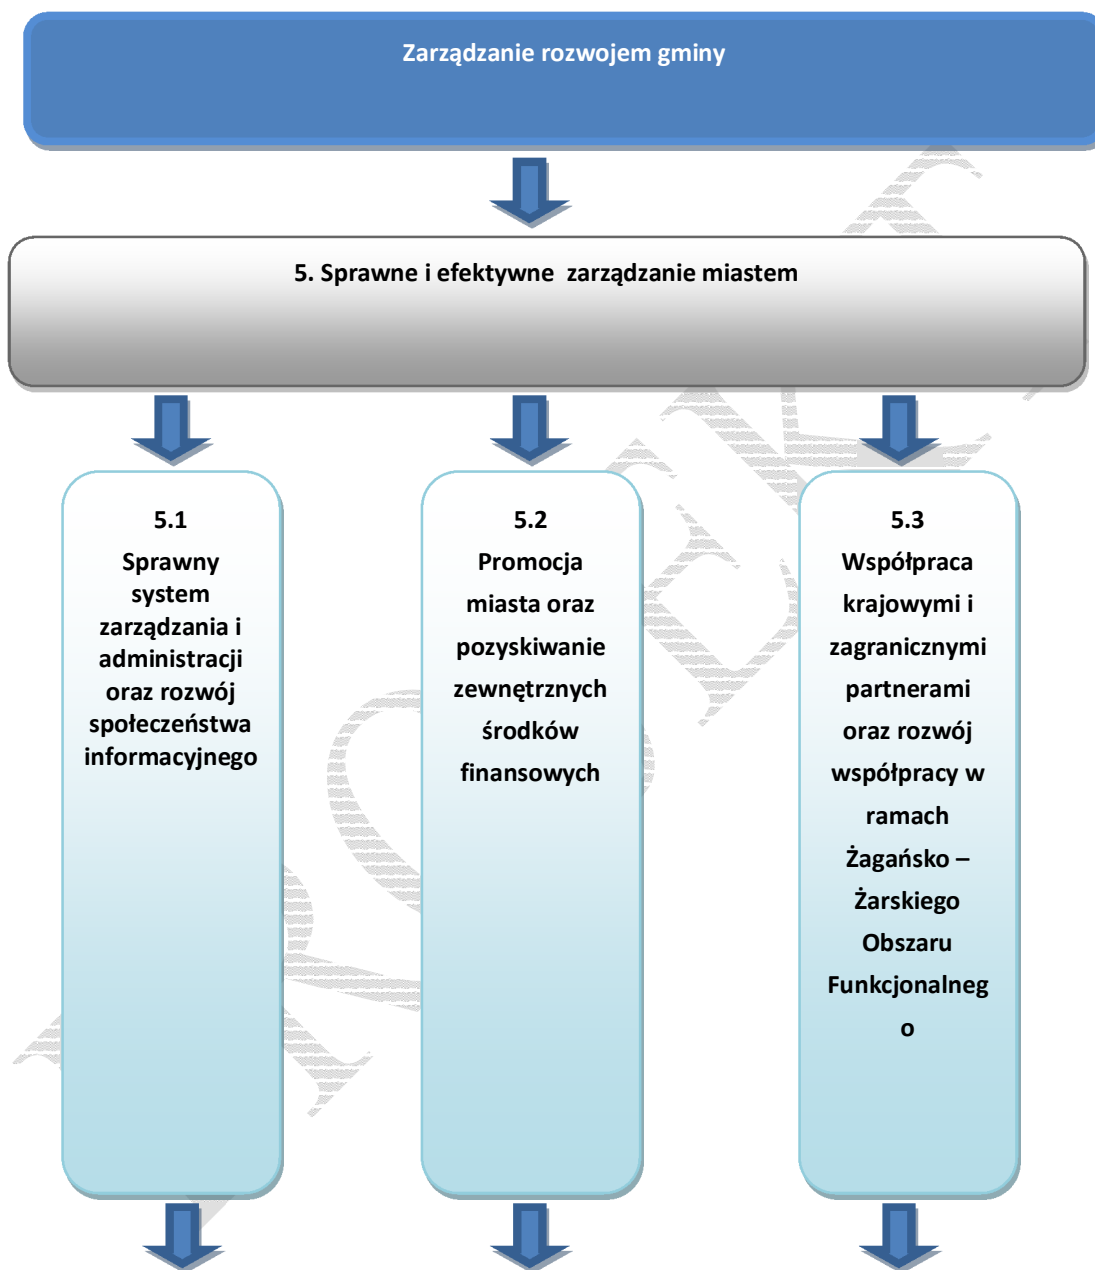 Zarządzanie rozwojem gminy
5. Sprawne i efektywne zarządzanie miastem
5.1
Sprawny
system
zarządzania i
administracji
oraz rozwój
społeczeństwa
informacyjnego
5.2
Promocja
miasta oraz
pozyskiwanie
zewnętrznych
środków
finansowych
5.3
Współpraca
krajowymi i
zagranicznymi
partnerami
oraz rozwój
współpracy w
ramach
Żagańsko –
Żarskiego
Obszaru
Funkcjonalneg
o